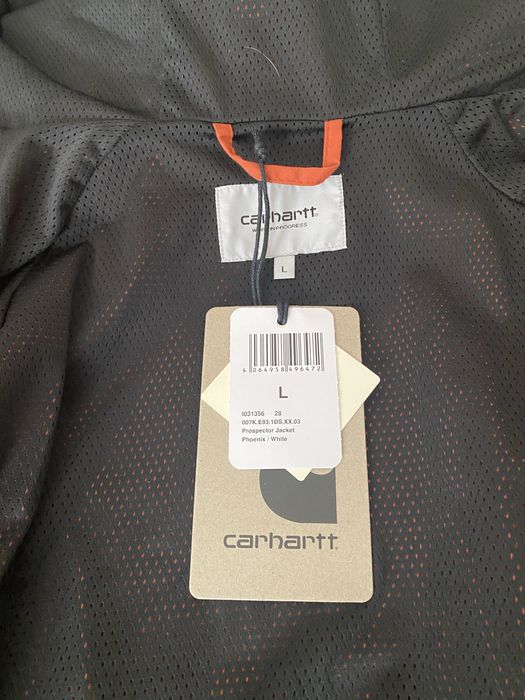 carhartt
WORK IN PROGRESS
L
4 064958 496472
L
I031356 28
007K.E93.1DS.XX.03
Prospector Jacket
Phoenix / White
carhartt